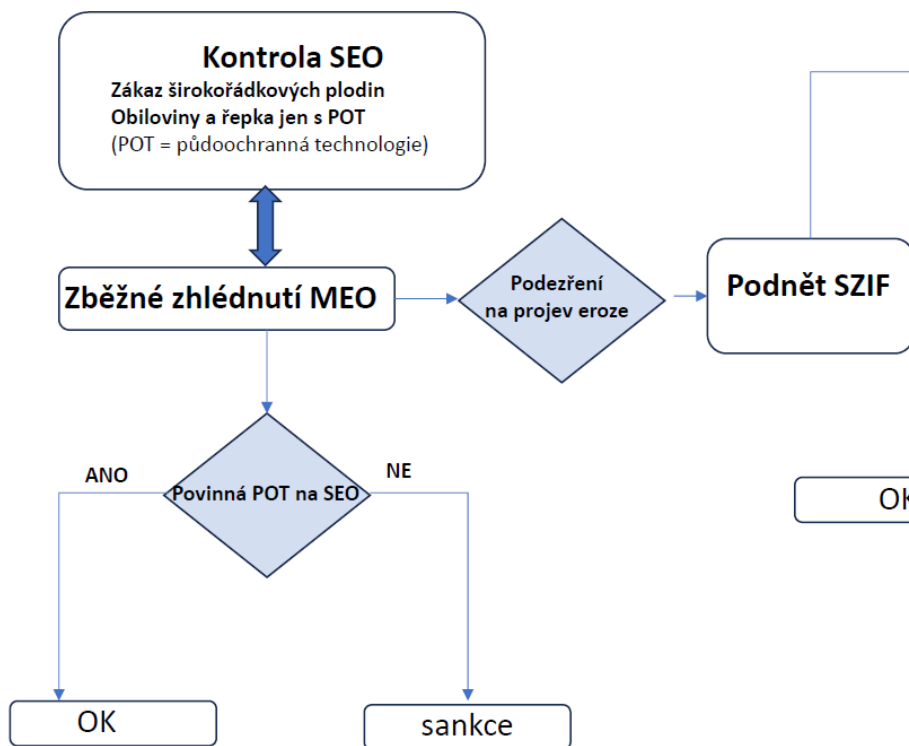 Kontrola SEO
Zákaz širokořádkových plodin
Obiloviny a řepka jen s POT
(POT = půdoochranná technologie)
Zběžné zhlédnutí MEO
Podezření
na projev eroze
Podnět SZIF
ANO
NE
Povinná POT na SEO
OK
OK
sankce